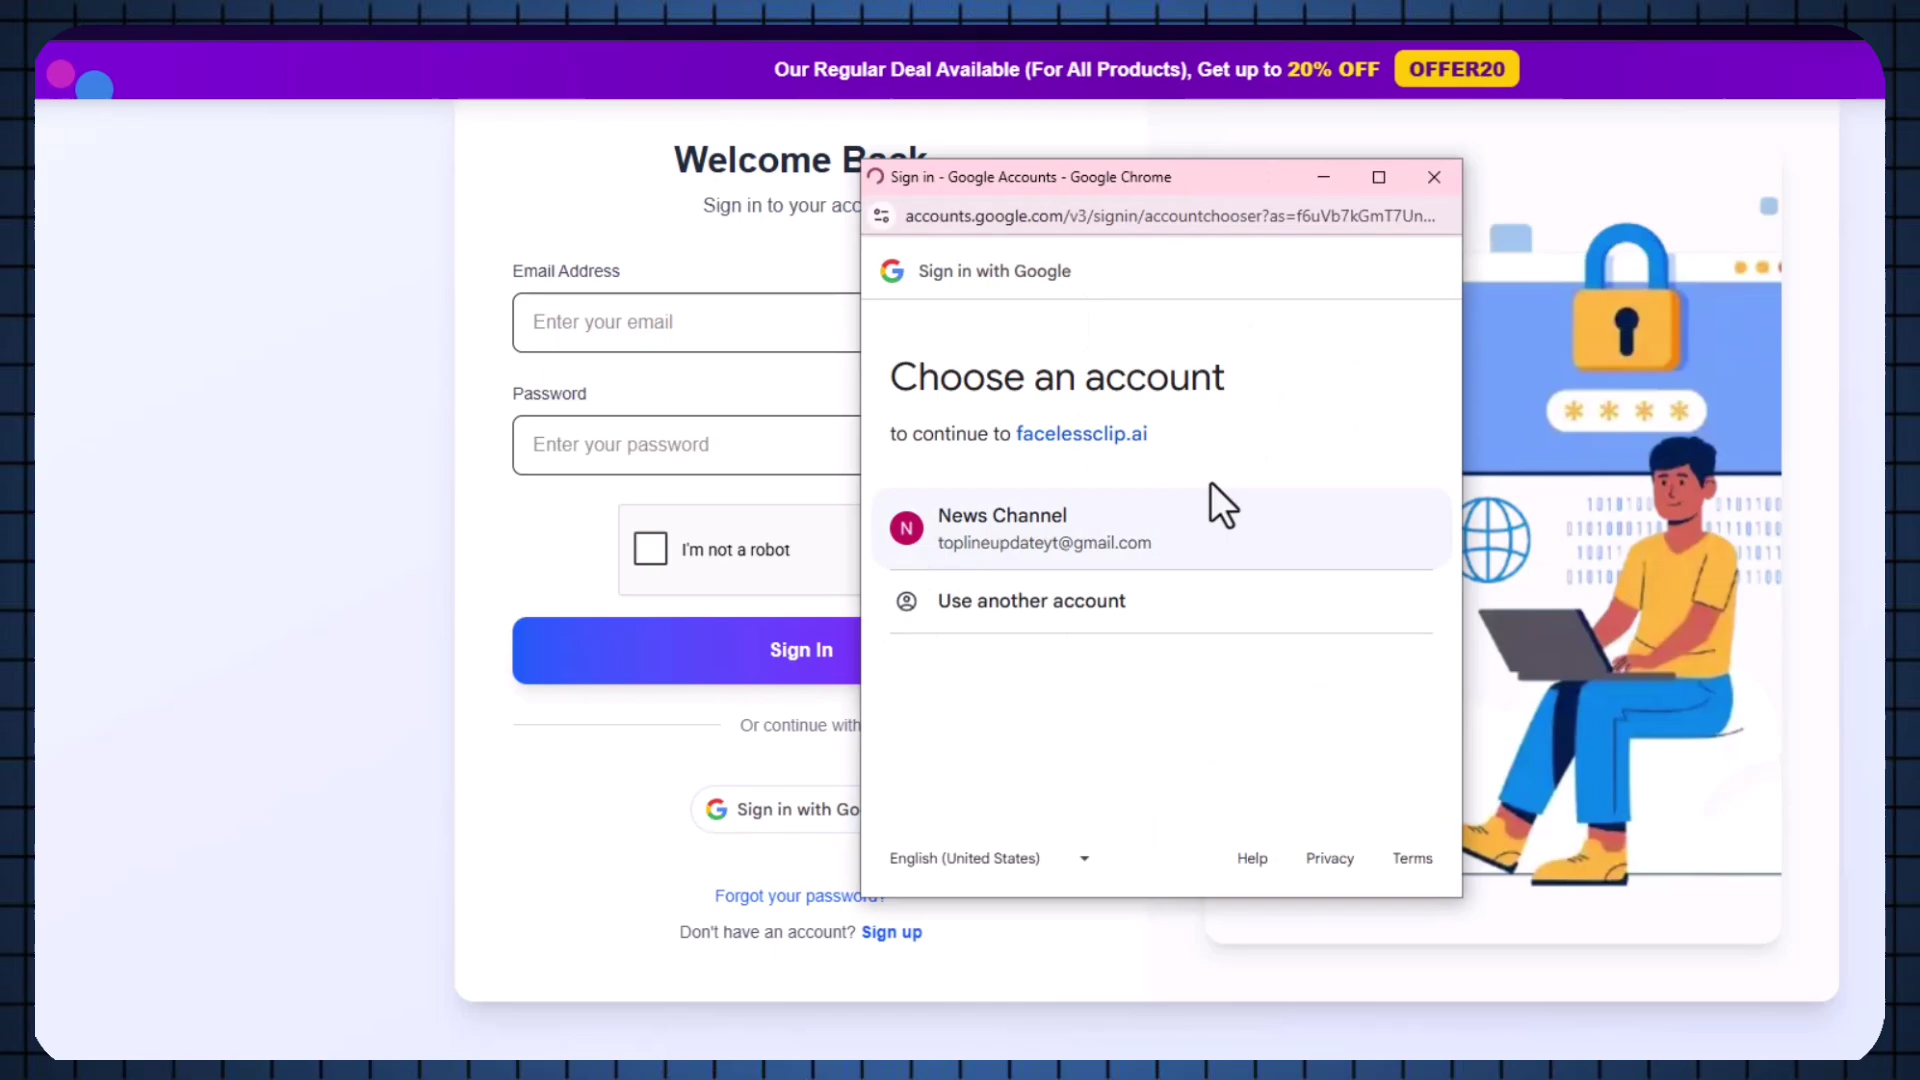 Our Regular Deal Available (For All Products), Get up to 20% OFF OFFER20
Welcome Back
Sign in to your acc
Email Address
Enter your email
Password
Enter your password
I'm not a robot
Sign In
Or continue with
Sign in with Go
Forgot your password?
Don't have an account? Sign up
Sign in - Google Accounts - Google Chrome
accounts.google.com/v3/signin/accountchooser?as=f6uVb7kGmT7Un...
Sign in with Google
Choose an account
to continue to facelessclip.ai
N
News Channel
toplineupdateyt@gmail.com
Use another account
English (United States)
Help
Privacy
Terms